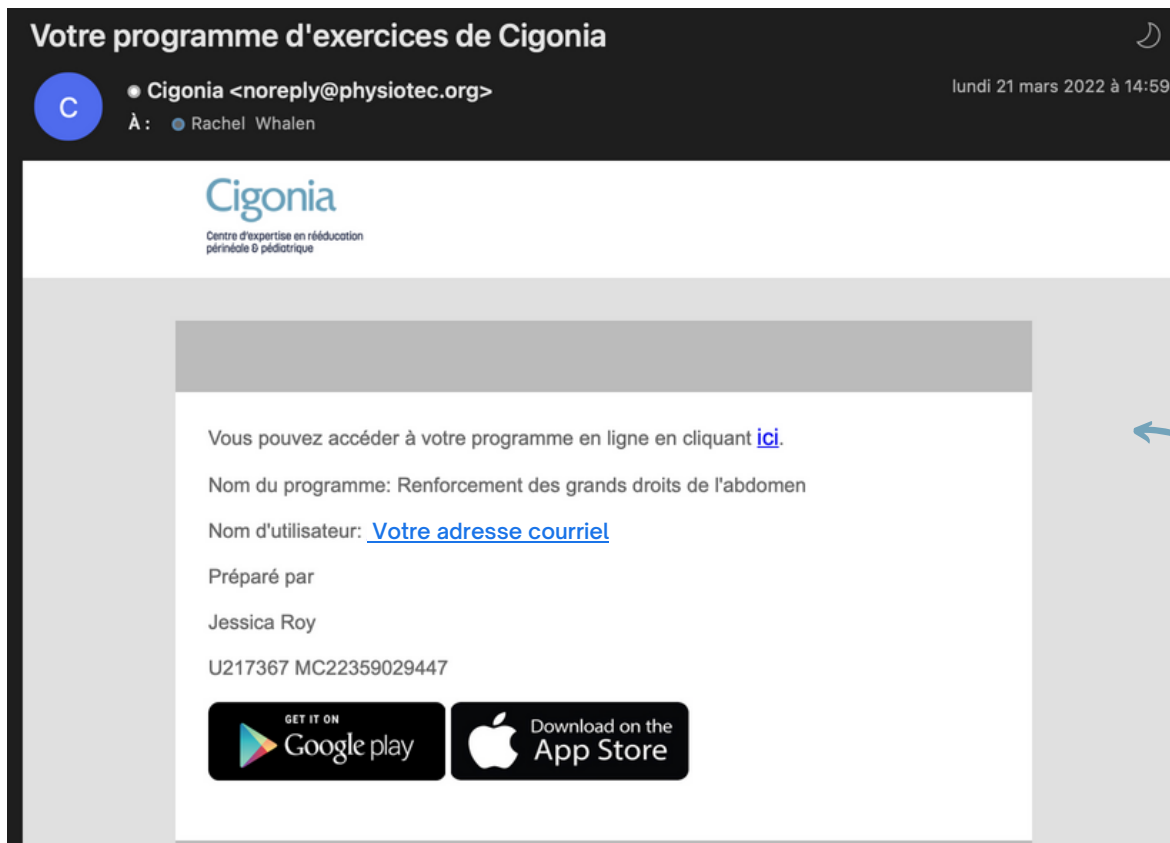 Votre programme d'exercices de Cigonia
C
Cigonia <noreply@physiotec.org>
lundi 21 mars 2022 à 14:59
À : Rachel Whalen
Cigonia
Centre d'expertise en rééducation
périnéale & pédiatrique
Vous pouvez accéder à votre programme en ligne en cliquant ici.
Nom du programme: Renforcement des grands droits de l'abdomen
Nom d'utilisateur: Votre adresse courriel
Préparé par
Jessica Roy
U217367 MC22359029447
GET IT ON
Google play
Download on the
App Store